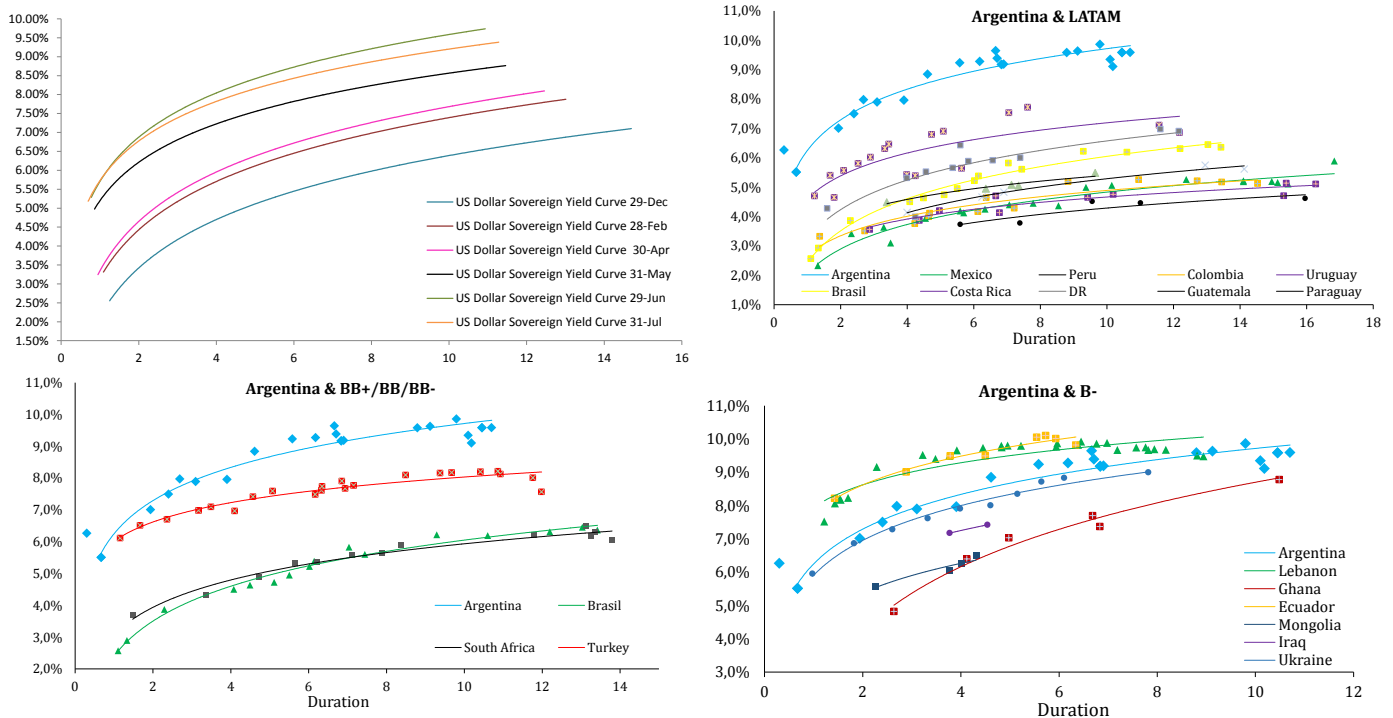 10.00%
9.50%
9.00%
8.50%
8.00%
7.50%
7.00%
6.50%
6.00%
5.50%
5.00%
4.50%
4.00%
3.50%
3.00%
2.50%
2.00%
1.50%
US Dollar Sovereign Yield Curve 29-Dec
US Dollar Sovereign Yield Curve 28-Feb
US Dollar Sovereign Yield Curve 30-Apr
US Dollar Sovereign Yield Curve 31-May
US Dollar Sovereign Yield Curve 29-Jun
US Dollar Sovereign Yield Curve 31-Jul
0 2 4 6 8 10 12 14 16
Argentina & LATAM
11,0%
10,0%
9,0%
8,0%
7,0%
6,0%
5,0%
4,0%
3,0%
2,0%
1,0%
Argentina Mexico Peru Colombia Uruguay
Brasil Costa Rica DR Guatemala Paraguay
0 2 4 6 8 10 12 14 16 18
Duration
Argentina & BB+/BB/BB-
11,0%
10,0%
9,0%
8,0%
7,0%
6,0%
5,0%
4,0%
3,0%
2,0%
Argentina Brasil
South Africa Turkey
0 2 4 6 8 10 12 14
Duration
Argentina & B-
11,0%
10,0%
9,0%
8,0%
7,0%
6,0%
5,0%
4,0%
3,0%
Argentina
Lebanon
Ghana
Ecuador
Mongolia
Iraq
Ukraine
0 2 4 6 8 10 12
Duration